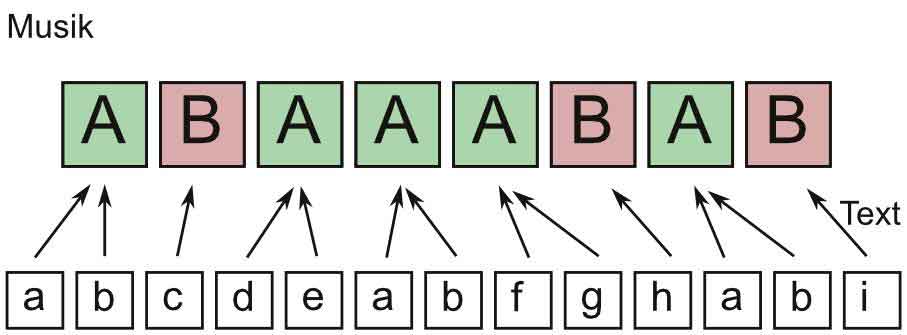 Musik
A B A A A B A B
Text
a b c d e a b f g h a b i